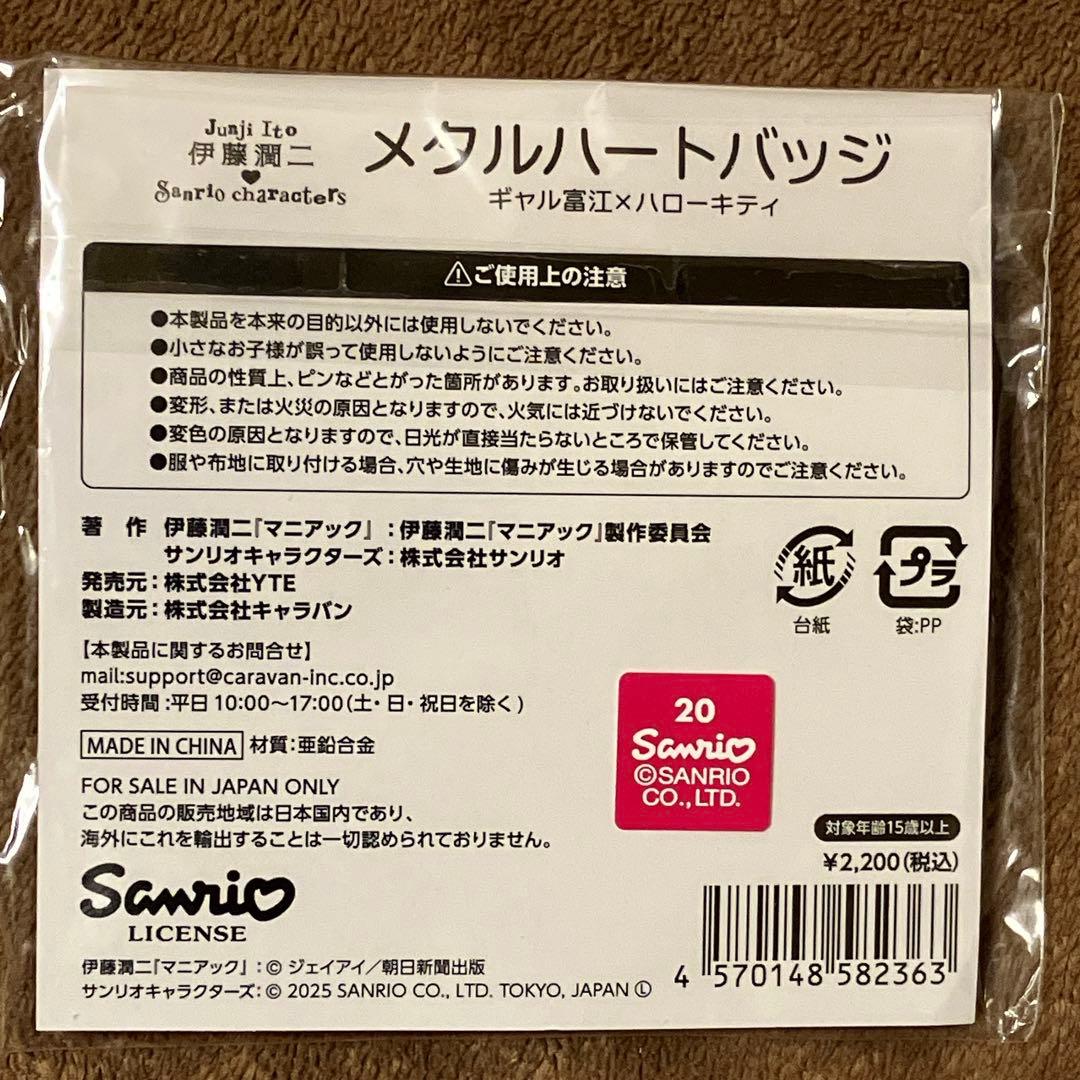 Junji Ito
伊藤潤二
Sanrio characters
メタルハートバッジ
ギャル富江×ハローキティ
ご使用上の注意
●本製品を本来の目的以外には使用しないでください。
●小さなお子様が誤って使用しないようにご注意ください。
●商品の性質上、ピンなどとがった箇所があります。お取り扱いにはご注意ください。
●変形、または火災の原因となりますので、火気には近づけないでください。
●変色の原因となりますので、日光が直接当たらないところで保管してください。
●服や布地に取り付ける場合、穴や生地に傷みが生じる場合がありますのでご注意ください。
著 作 伊藤潤二『マニアック』：伊藤潤二『マニアック』製作委員会
サンリオキャラクターズ：株式会社サンリオ
発売元：株式会社YTE
製造元：株式会社キャラバン
【本製品に関するお問合せ】
mail:support@caravan-inc.co.jp
受付時間:平日10:00〜17:00（土・日・祝日を除く）
MADE IN CHINA 材質：亜鉛合金
FOR SALE IN JAPAN ONLY
この商品の販売地域は日本国内であり、
海外にこれを輸出することは一切認められておりません。
Sanrio
LICENSE
伊藤潤二『マニアック』：© ジェイアイ／朝日新聞出版
サンリオキャラクターズ：© 2025 SANRIO CO., LTD. TOKYO, JAPAN Ⓛ
紙
台紙
プラ
袋:PP
20
Sanrio
©SANRIO
CO.,LTD.
対象年齢15歳以上
¥2,200（税込）
4 570148 582363